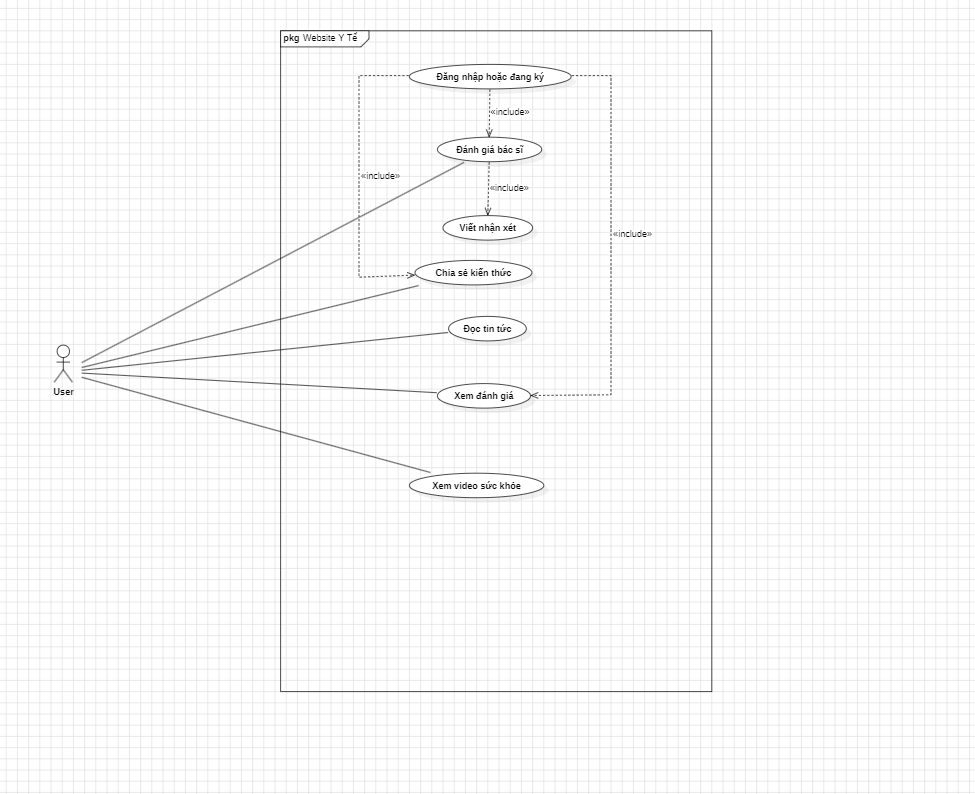 pkg Website Y Tế
Đăng nhập hoặc đang ký
«include»
Đánh giá bác sĩ
«include»
«include»
Viết nhận xét
«include»
Chia sẻ kiến thức
Đọc tin tức
User
Xem đánh giá
Xem video sức khỏe